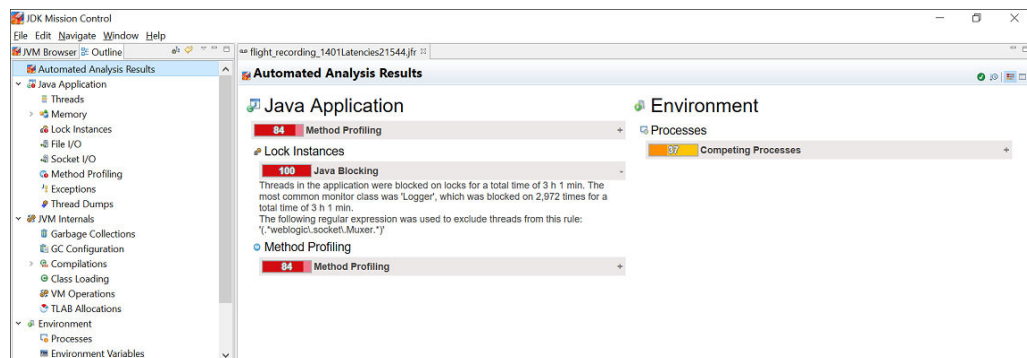 JDK Mission Control
File Edit Navigate Window Help
JVM Browser Outline
flight_recording_1401Latencies21544.jfr
Automated Analysis Results
Java Application
Threads
Memory
Lock Instances
File I/O
Socket I/O
Method Profiling
Exceptions
Thread Dumps
JVM Internals
Garbage Collections
GC Configuration
Compilations
Class Loading
VM Operations
TLAB Allocations
Environment
Processes
Environment Variables
Automated Analysis Results
Java Application
84 Method Profiling +
Lock Instances
100 Java Blocking -
Threads in the application were blocked on locks for a total time of 3 h 1 min. The
most common monitor class was 'Logger', which was blocked on 2,972 times for a
total time of 3 h 1 min.
The following regular expression was used to exclude threads from this rule:
'(.*weblogic\.socket\.Muxer.*)'
Method Profiling
84 Method Profiling +
Environment
Processes
37 Competing Processes +